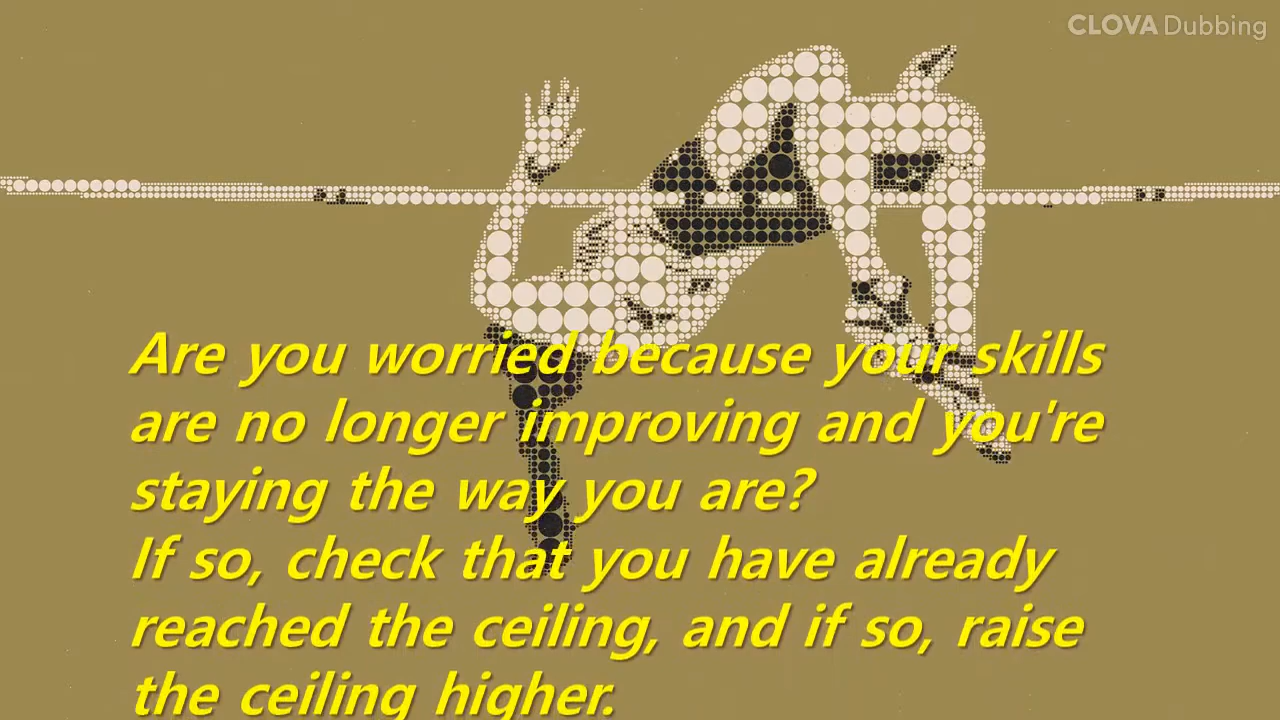 CLOVA Dubbing
Are you worried because your skills
are no longer improving and you're
staying the way you are?
If so, check that you have already
reached the ceiling, and if so, raise
the ceiling higher.